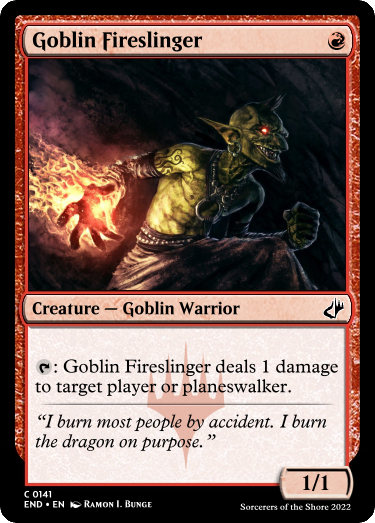 Goblin Fireslinger
Creature — Goblin Warrior
: Goblin Fireslinger deals 1 damage
to target player or planeswalker.
“I burn most people by accident. I burn
the dragon on purpose.”
1/1
C 0141
END • EN Ramon I. Bunge
Sorcerers of the Shore 2022